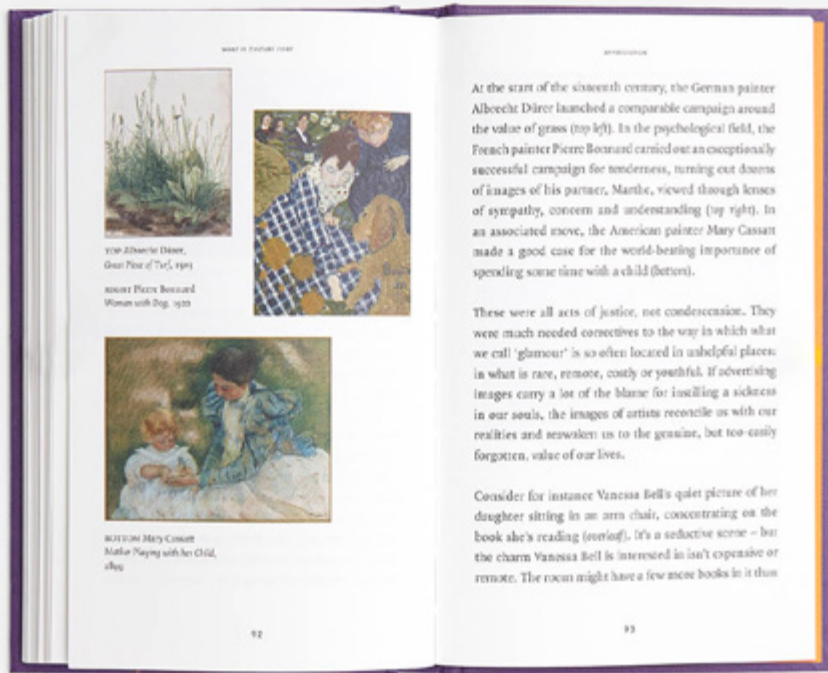 WHAT IS CULTURE FOR?
TOP Albrecht Dürer,
Great Piece of Turf, 1503
RIGHT Pierre Bonnard
Woman with Dog, 1922
BOTTOM Mary Cassatt
Mother Playing with her Child,
1899
92
APPRECIATION
At the start of the sixteenth century, the German painter
Albrecht Dürer launched a comparable campaign around
the value of grass (top left). In the psychological field, the
French painter Pierre Bonnard carried out an exceptionally
successful campaign for tenderness, turning out dozens
of images of his partner, Marthe, viewed through lenses
of sympathy, concern and understanding (top right). In
an associated move, the American painter Mary Cassatt
made a good case for the world-beating importance of
spending some time with a child (bottom).
These were all acts of justice, not condescension. They
were much needed correctives to the way in which what
we call ‘glamour’ is so often located in unhelpful places:
in what is rare, remote, costly or youthful. If advertising
images carry a lot of the blame for instilling a sickness
in our souls, the images of artists reconcile us with our
realities and reawaken us to the genuine, but too-easily
forgotten, value of our lives.
Consider for instance Vanessa Bell’s quiet picture of her
daughter sitting in an arm chair, concentrating on the
book she’s reading (overleaf). It’s a seductive scene – but
the charm Vanessa Bell is interested in isn’t expensive or
remote. The room might have a few more books in it than
93